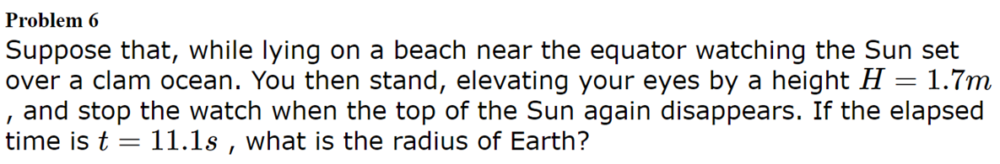 Problem 6
Suppose that, while lying on a beach near the equator watching the Sun set
over a clam ocean. You then stand, elevating your eyes by a height H = 1.7m
, and stop the watch when the top of the Sun again disappears. If the elapsed
time is t = 11.1s , what is the radius of Earth?